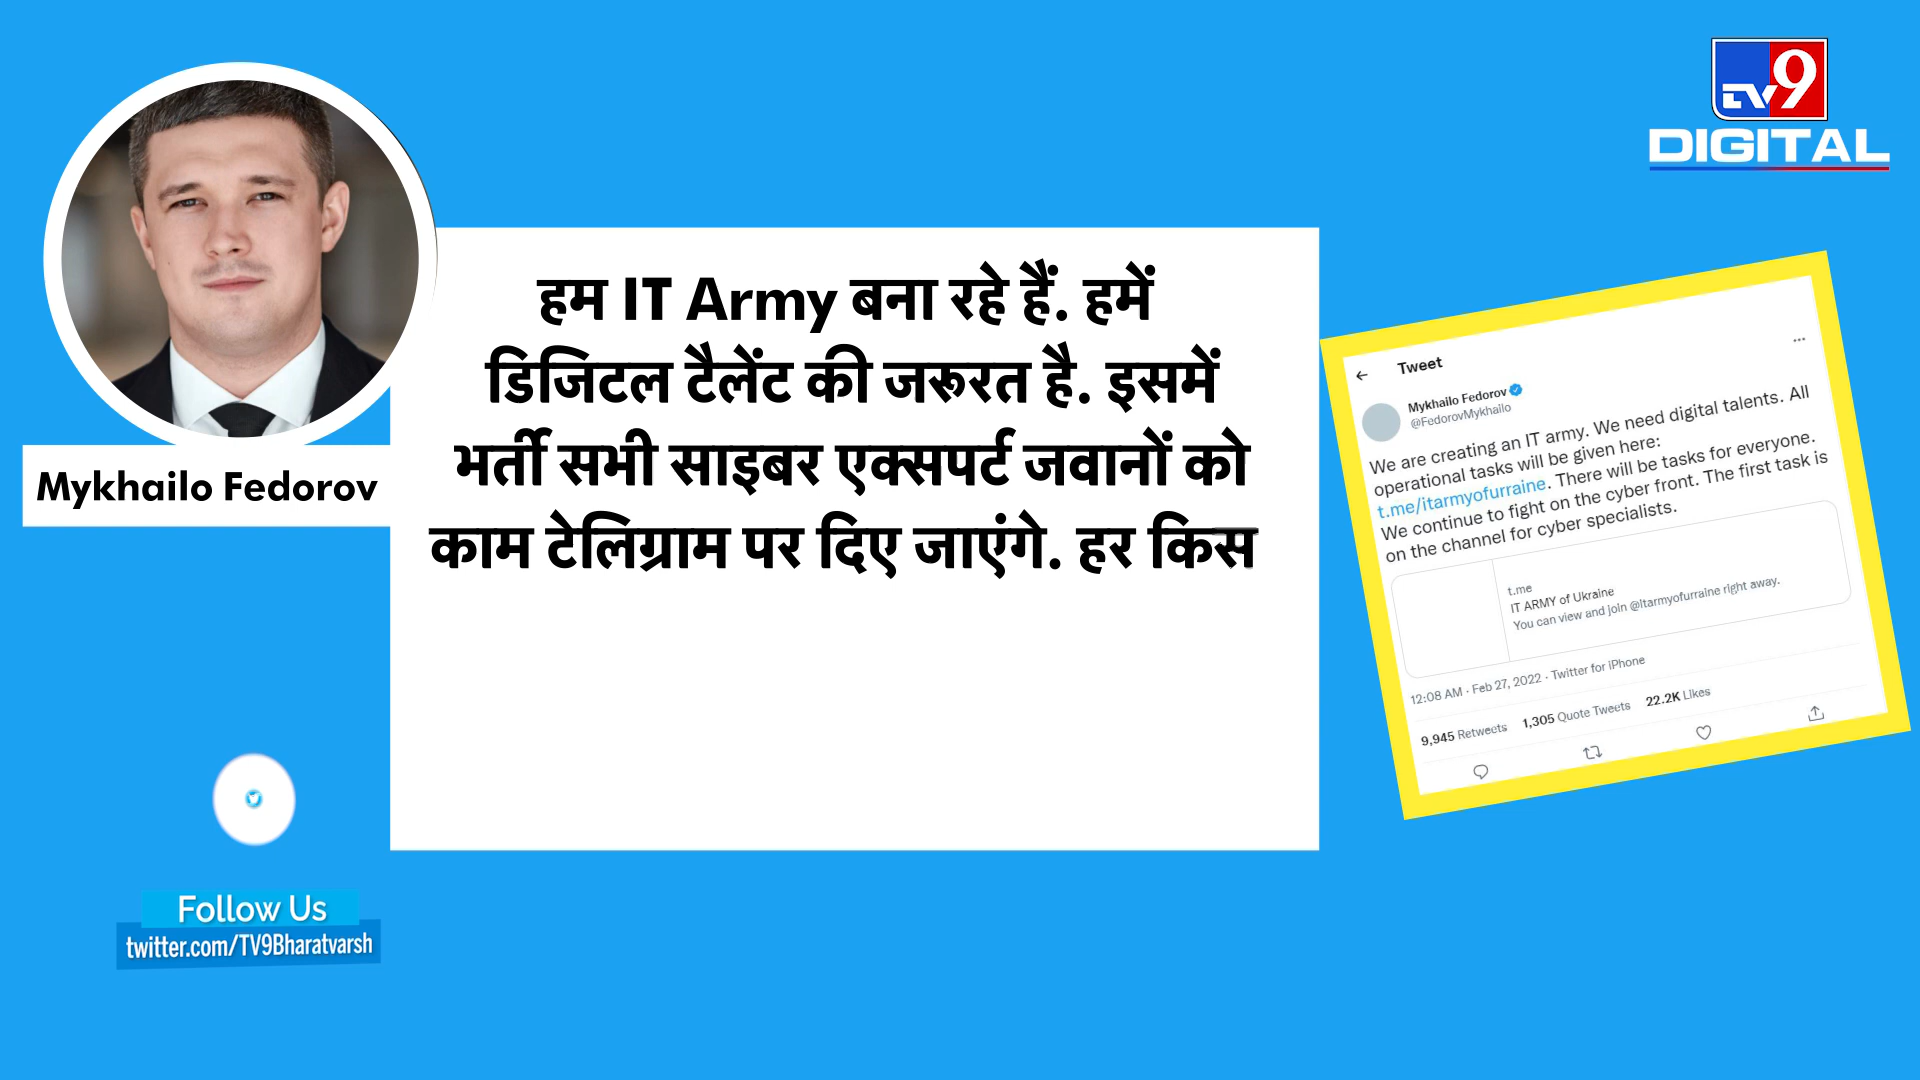 TV9
DIGITAL
हम IT Army बना रहे हैं. हमें
डिजिटल टैलेंट की जरूरत है. इसमें
भर्ती सभी साइबर एक्सपर्ट जवानों को
काम टेलिग्राम पर दिए जाएंगे. हर किस
Mykhailo Fedorov
Tweet
Mykhailo Fedorov
@FedorovMykhailo
We are creating an IT army. We need digital talents. All
operational tasks will be given here:
t.me/itarmyofurraine. There will be tasks for everyone.
We continue to fight on the cyber front. The first task is
on the channel for cyber specialists.
t.me
IT ARMY of Ukraine
You can view and join @itarmyofurraine right away.
12:08 AM · Feb 27, 2022 · Twitter for iPhone
9,945 Retweets 1,305 Quote Tweets 22.2K Likes
Follow Us
twitter.com/TV9Bharatvarsh